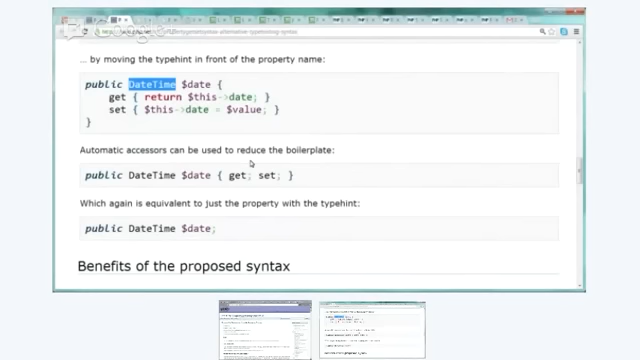 ... by moving the typehint in front of the property name:
public DateTime $date {
get { return $this->date; }
set { $this->date = $value; }
}
Automatic accessors can be used to reduce the boilerplate:
public DateTime $date { get; set; }
Which again is equivalent to just the property with the typehint:
public DateTime $date;
Benefits of the proposed syntax